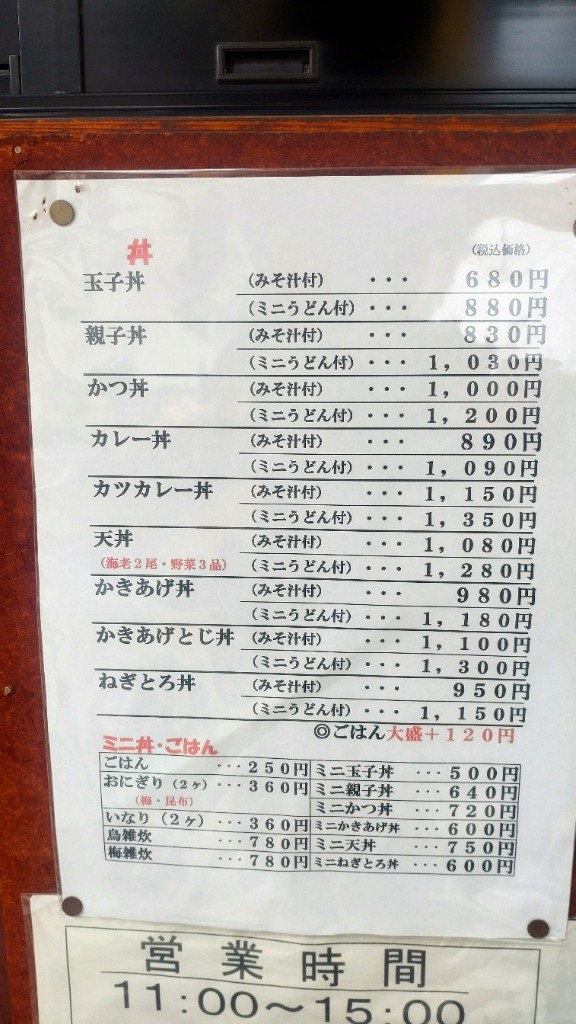 丼
(税込価格)
玉子丼 (みそ汁付) ・・・ 680円
(ミニうどん付) ・・・ 880円
親子丼 (みそ汁付) ・・・ 830円
(ミニうどん付) ・・・ 1,030円
かつ丼 (みそ汁付) ・・・ 1,000円
(ミニうどん付) ・・・ 1,200円
カレー丼 (みそ汁付) ・・・ 890円
(ミニうどん付) ・・・ 1,090円
カツカレー丼 (みそ汁付) ・・・ 1,150円
(ミニうどん付) ・・・ 1,350円
天丼 (みそ汁付) ・・・ 1,080円
(海老2尾・野菜3品) (ミニうどん付) ・・・ 1,280円
かきあげ丼 (みそ汁付) ・・・ 980円
(ミニうどん付) ・・・ 1,180円
かきあげとじ丼 (みそ汁付) ・・・ 1,100円
(ミニうどん付) ・・・ 1,300円
ねぎとろ丼 (みそ汁付) ・・・ 950円
(ミニうどん付) ・・・ 1,150円
◎ごはん大盛+120円
ミニ丼・ごはん
ごはん ・・・250円
おにぎり(2ヶ) ・・・360円
(梅・昆布)
いなり(2ヶ) ・・・360円
鳥雑炊 ・・・780円
梅雑炊 ・・・780円
ミニ玉子丼 ・・・500円
ミニ親子丼 ・・・640円
ミニかつ丼 ・・・720円
ミニかきあげ丼 ・・・600円
ミニ天丼 ・・・750円
ミニねぎとろ丼 ・・・600円
営業時間
11:00～15:00